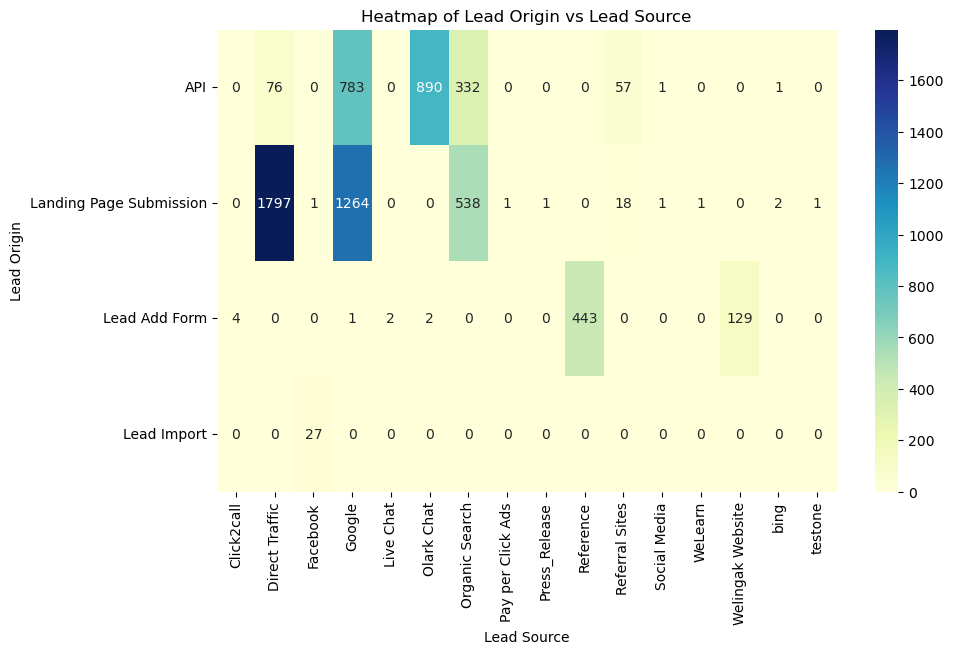 Heatmap of Lead Origin vs Lead Source
Lead Origin
API 0 76 0 783 0 890 332 0 0 0 57 1 0 0 1 0
Landing Page Submission 0 1797 1 1264 0 0 538 1 1 0 18 1 1 0 2 1
Lead Add Form 4 0 0 1 2 2 0 0 0 443 0 0 0 129 0 0
Lead Import 0 0 27 0 0 0 0 0 0 0 0 0 0 0 0 0
Click2call
Direct Traffic
Facebook
Google
Live Chat
Olark Chat
Organic Search
Pay per Click Ads
Press_Release
Reference
Referral Sites
Social Media
WeLearn
Welingak Website
bing
testone
Lead Source
1600
1400
1200
1000
800
600
400
200
0